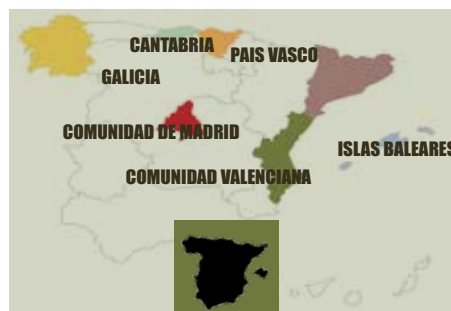 CANTABRIA
PAIS VASCO
GALICIA
COMUNIDAD DE MADRID
ISLAS BALEARES
COMUNIDAD VALENCIANA